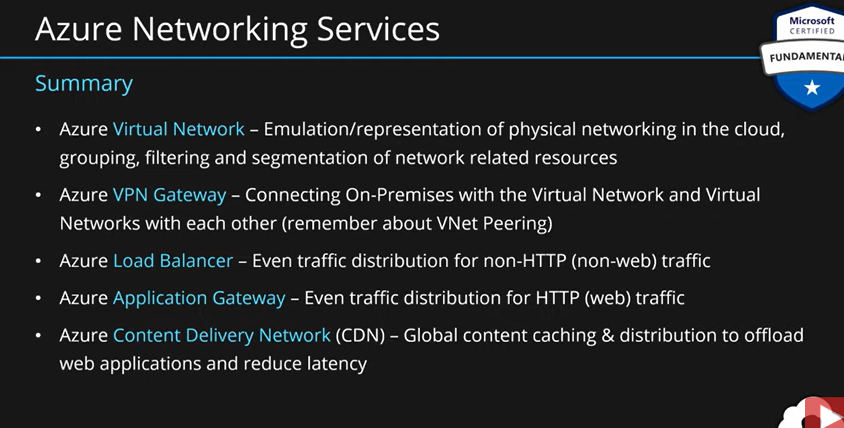 Azure Networking Services
Microsoft
CERTIFIED
FUNDAMENTA
Summary
• Azure Virtual Network – Emulation/representation of physical networking in the cloud,
grouping, filtering and segmentation of network related resources
• Azure VPN Gateway – Connecting On-Premises with the Virtual Network and Virtual
Networks with each other (remember about VNet Peering)
• Azure Load Balancer – Even traffic distribution for non-HTTP (non-web) traffic
• Azure Application Gateway – Even traffic distribution for HTTP (web) traffic
• Azure Content Delivery Network (CDN) – Global content caching & distribution to offload
web applications and reduce latency